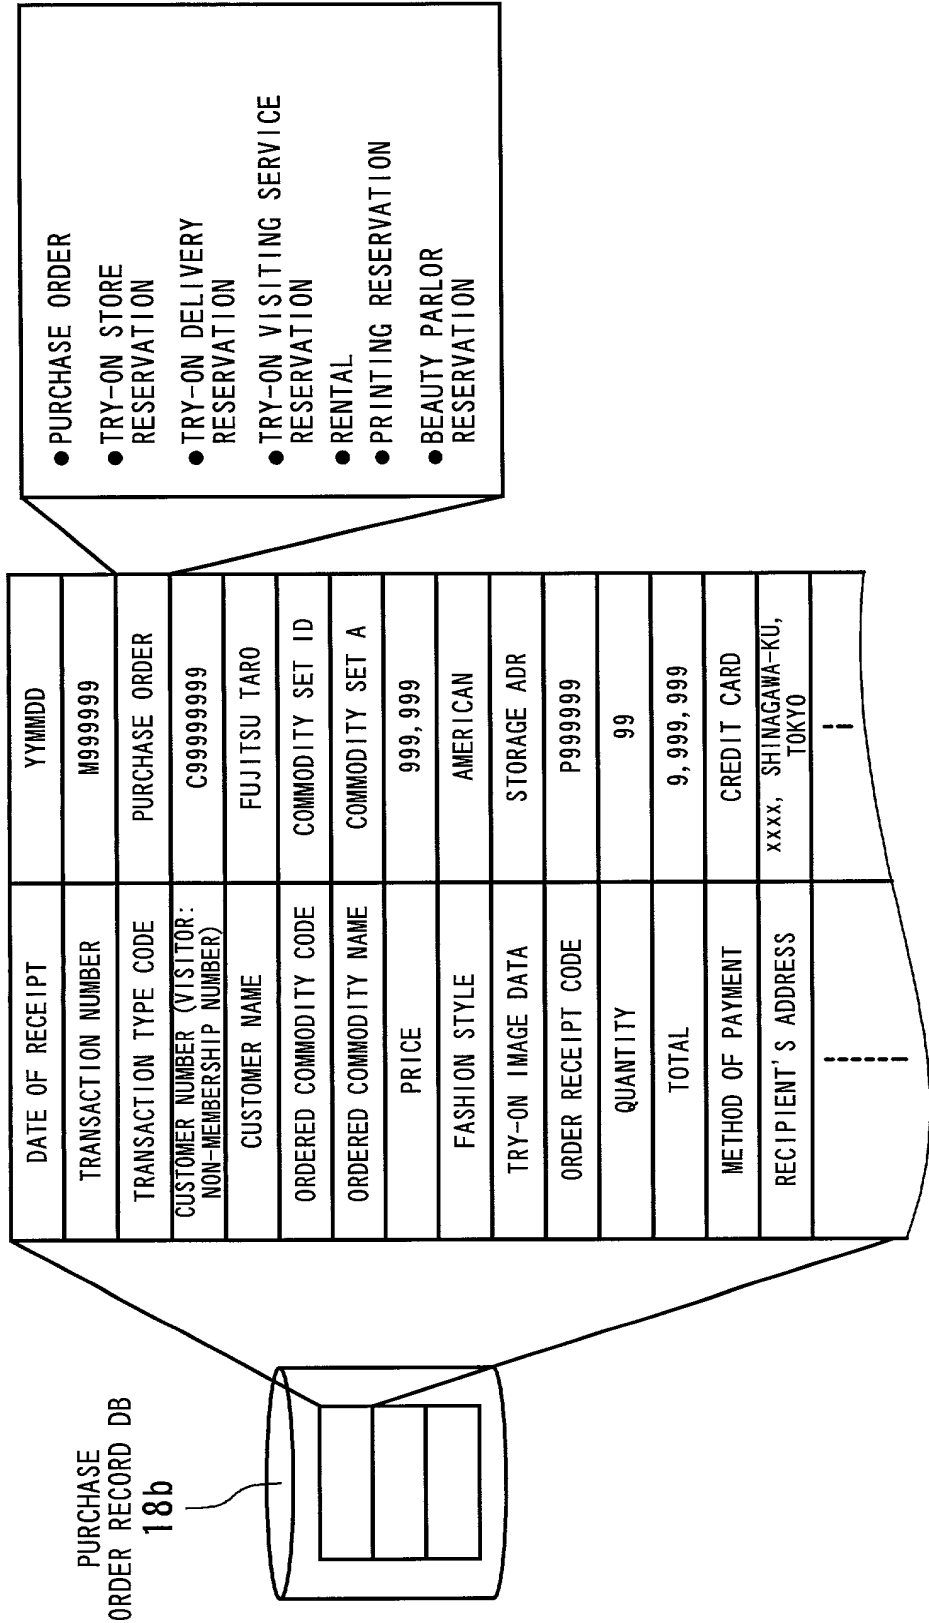 PURCHASE
ORDER RECORD DB
18b
DATE OF RECEIPT YYMMDD
TRANSACTION NUMBER M9999999
TRANSACTION TYPE CODE PURCHASE ORDER
CUSTOMER NUMBER (VISITOR:
NON-MEMBERSHIP NUMBER) C99999999
CUSTOMER NAME FUJITSU TARO
ORDERED COMMODITY CODE COMMODITY SET ID
ORDERED COMMODITY NAME COMMODITY SET A
PRICE 999,999
FASHION STYLE AMERICAN
TRY-ON IMAGE DATA STORAGE ADR
ORDER RECEIPT CODE P999999
QUANTITY 99
TOTAL 9,999,999
METHOD OF PAYMENT CREDIT CARD
RECIPIENT'S ADDRESS xxxx, SHINAGAWA-KU,
TOKYO
● PURCHASE ORDER
● TRY-ON STORE
RESERVATION
● TRY-ON DELIVERY
RESERVATION
● TRY-ON VISITING SERVICE
RESERVATION
● RENTAL
● PRINTING RESERVATION
● BEAUTY PARLOR
RESERVATION